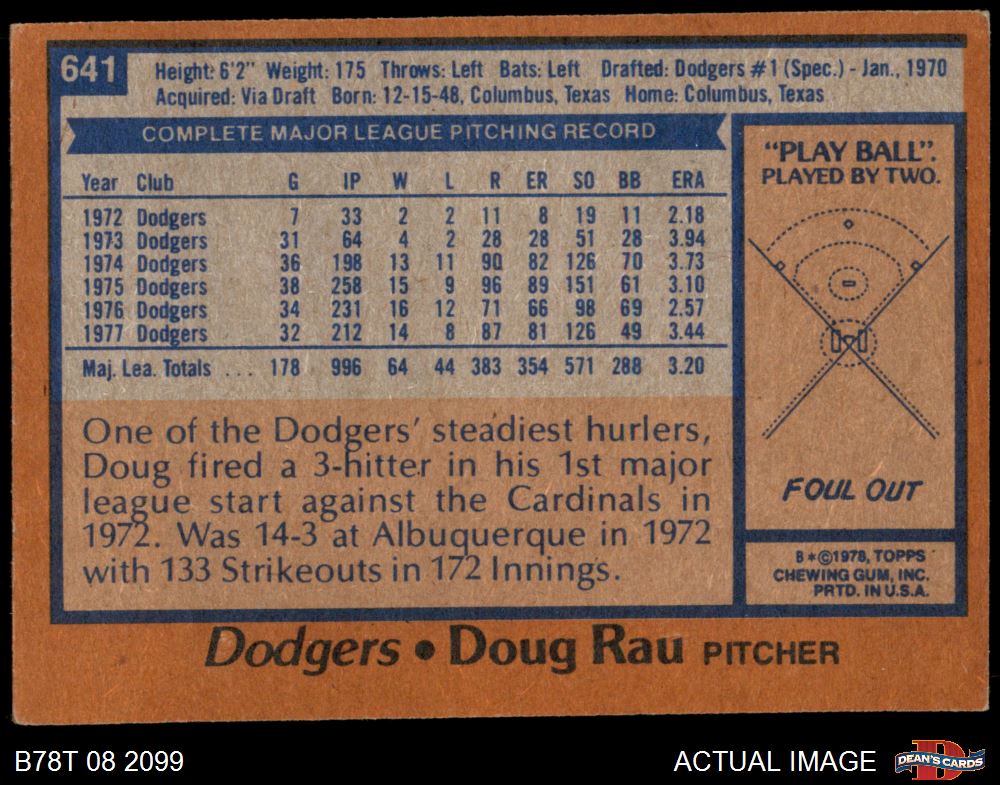 641
Height: 6'2" Weight: 175 Throws: Left Bats: Left Drafted: Dodgers #1 (Spec.) - Jan., 1970
Acquired: Via Draft Born: 12-15-48, Columbus, Texas Home: Columbus, Texas
COMPLETE MAJOR LEAGUE PITCHING RECORD
Year Club G IP W L R ER SO BB ERA
1972 Dodgers 7 33 2 2 11 8 19 11 2.18
1973 Dodgers 31 64 4 2 28 28 51 28 3.94
1974 Dodgers 36 198 13 11 90 82 126 70 3.73
1975 Dodgers 38 258 15 9 96 89 151 61 3.10
1976 Dodgers 34 231 16 12 71 66 98 69 2.57
1977 Dodgers 32 212 14 8 87 81 126 49 3.44
Maj. Lea. Totals ... 178 996 64 44 383 354 571 288 3.20
One of the Dodgers' steadiest hurlers,
Doug fired a 3-hitter in his 1st major
league start against the Cardinals in
1972. Was 14-3 at Albuquerque in 1972
with 133 Strikeouts in 172 Innings.
"PLAY BALL".
PLAYED BY TWO.
FOUL OUT
B*©1978, TOPPS
CHEWING GUM, INC.
PRTD. IN U.S.A.
Dodgers • Doug Rau PITCHER
B78T 08 2099
ACTUAL IMAGE
D
DEAN'S CARDS